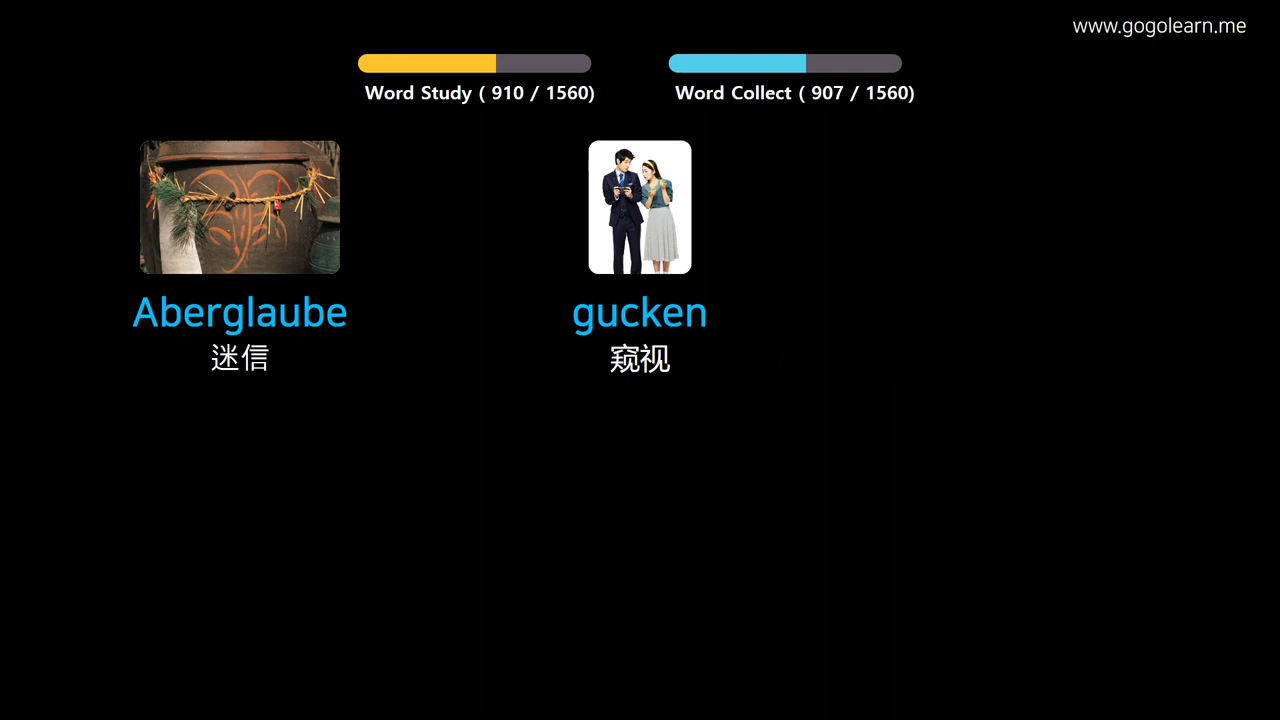 www.gogolearn.me
Word Study ( 910 / 1560)
Word Collect ( 907 / 1560)
Aberglaube
迷信
gucken
窥视